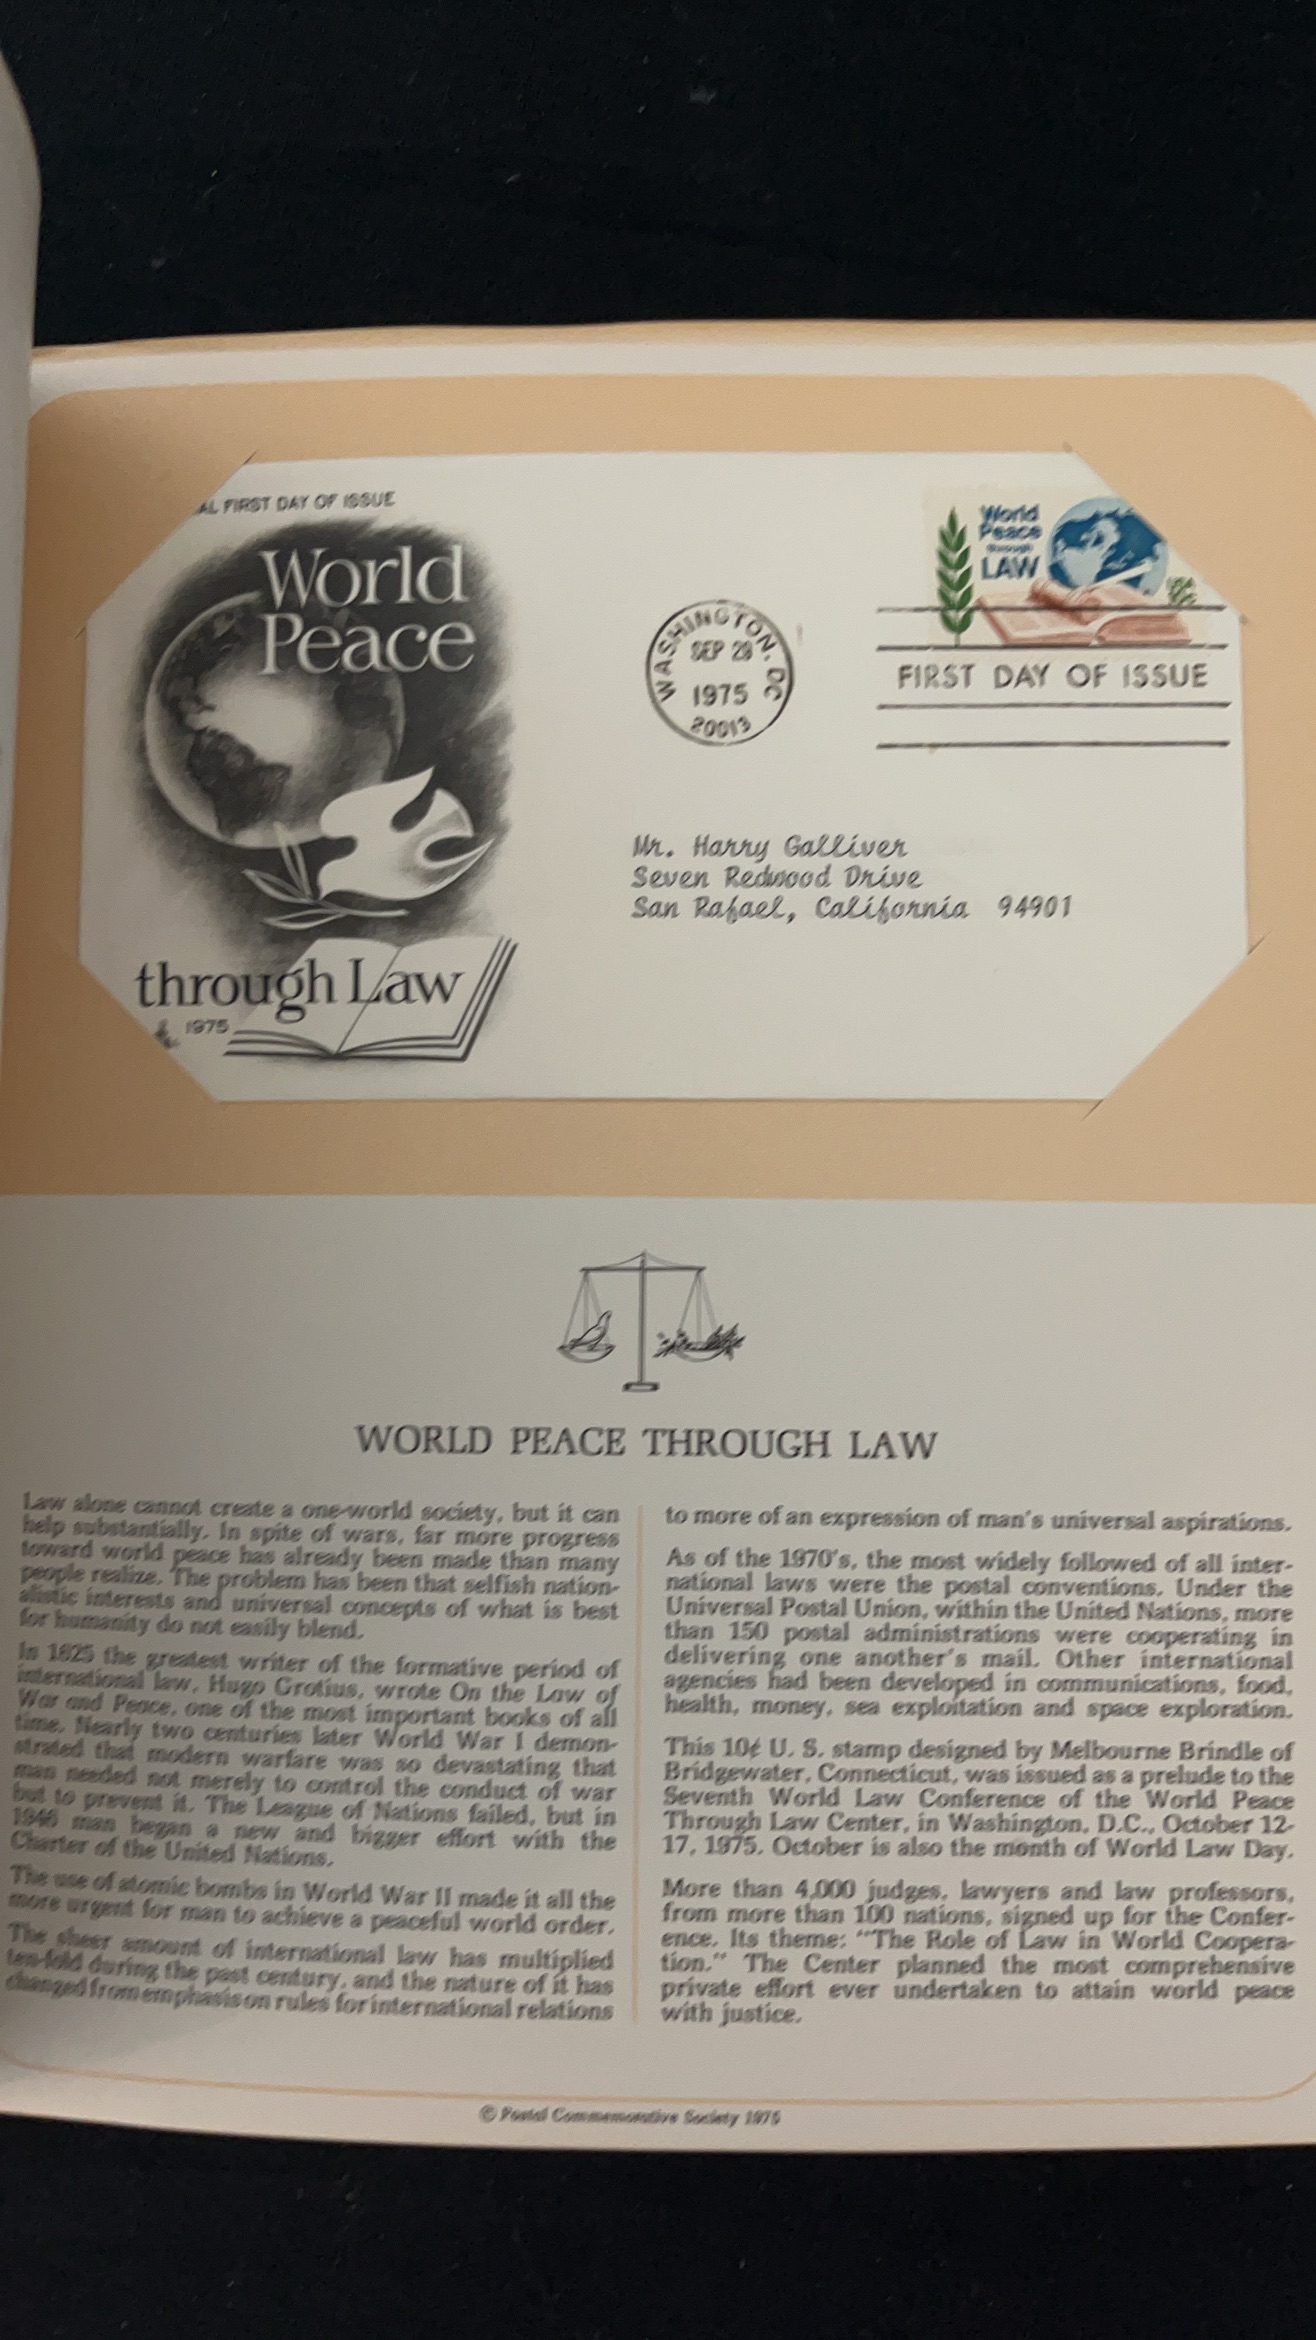 AL FIRST DAY OF ISSUE
World
Peace
through Law
1975
WASHINGTON, DC
SEP 29
1975
20013
World
Peace
through
LAW
USA
FIRST DAY OF ISSUE
Mr. Harry Galliver
Seven Redwood Drive
San Rafael, California 94901
WORLD PEACE THROUGH LAW
Law alone cannot create a one-world society, but it can
help substantially. In spite of wars, far more progress
toward world peace has already been made than many
people realize. The problem has been that selfish nation-
alistic interests and universal concepts of what is best
for humanity do not easily blend.
In 1625 the greatest writer of the formative period of
international law, Hugo Grotius, wrote On the Law of
War and Peace, one of the most important books of all
time. Nearly two centuries later World War I demon-
strated that modern warfare was so devastating that
man needed not merely to control the conduct of war
but to prevent it. The League of Nations failed, but in
man began a new and bigger effort with the
Charter of the United Nations.
The use of atomic bombs in World War II made it all the
more urgent for man to achieve a peaceful world order.
The sheer amount of international law has multiplied
ten-fold during the past century, and the nature of it has
changed from emphasis on rules for international relations
to more of an expression of man's universal aspirations.
As of the 1970's, the most widely followed of all inter-
national laws were the postal conventions. Under the
Universal Postal Union, within the United Nations, more
than 150 postal administrations were cooperating in
delivering one another's mail. Other international
agencies had been developed in communications, food,
health, money, sea exploitation and space exploration.
This 10¢ U. S. stamp designed by Melbourne Brindle of
Bridgewater, Connecticut, was issued as a prelude to the
Seventh World Law Conference of the World Peace
Through Law Center, in Washington, D.C., October 12-
17, 1975. October is also the month of World Law Day.
More than 4,000 judges, lawyers and law professors,
from more than 100 nations, signed up for the Confer-
ence. Its theme: "The Role of Law in World Coopera-
tion." The Center planned the most comprehensive
private effort ever undertaken to attain world peace
with justice.
© Postal Commemorative Society 1975